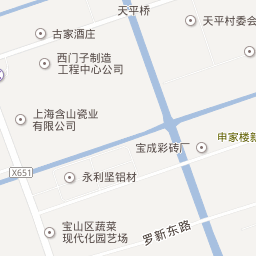 天平桥
古家酒庄
天平村委会
西门子制造
工程中心公司
上海含山瓷业
有限公司
宝成彩砖厂
申家楼新
X651
永利坚铝材
宝山区蔬菜
现代化园艺场
罗新东路